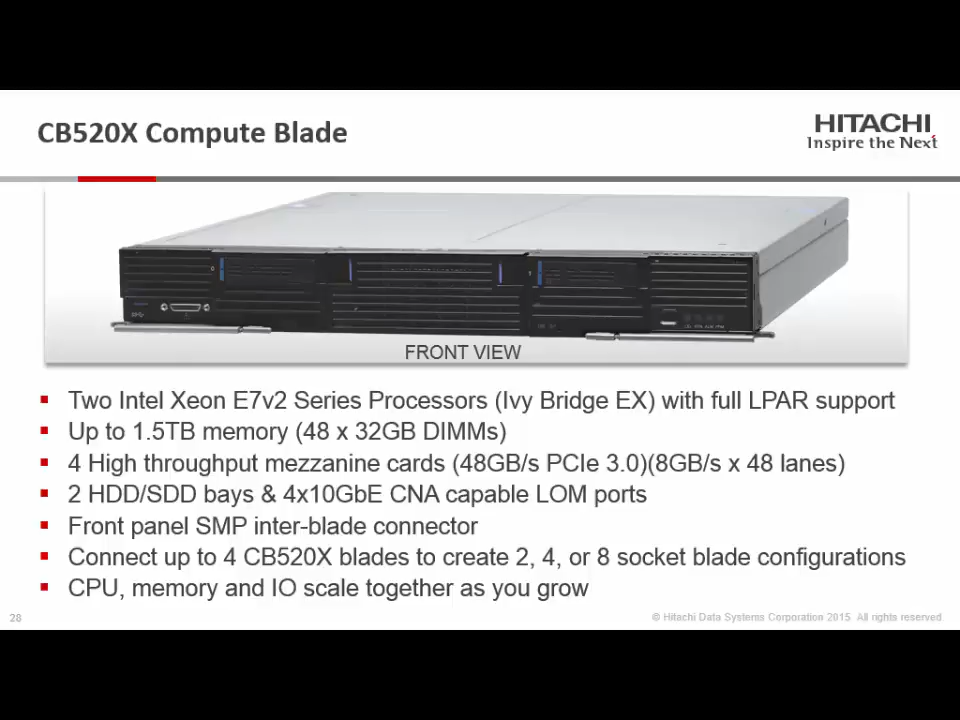 CB520X Compute Blade
HITACHI
Inspire the Next
FRONT VIEW
Two Intel Xeon E7v2 Series Processors (Ivy Bridge EX) with full LPAR support
Up to 1.5TB memory (48 x 32GB DIMMs)
4 High throughput mezzanine cards (48GB/s PCIe 3.0)(8GB/s x 48 lanes)
2 HDD/SDD bays & 4x10GbE CNA capable LOM ports
Front panel SMP inter-blade connector
Connect up to 4 CB520X blades to create 2, 4, or 8 socket blade configurations
CPU, memory and IO scale together as you grow
28
© Hitachi Data Systems Corporation 2015 All rights reserved